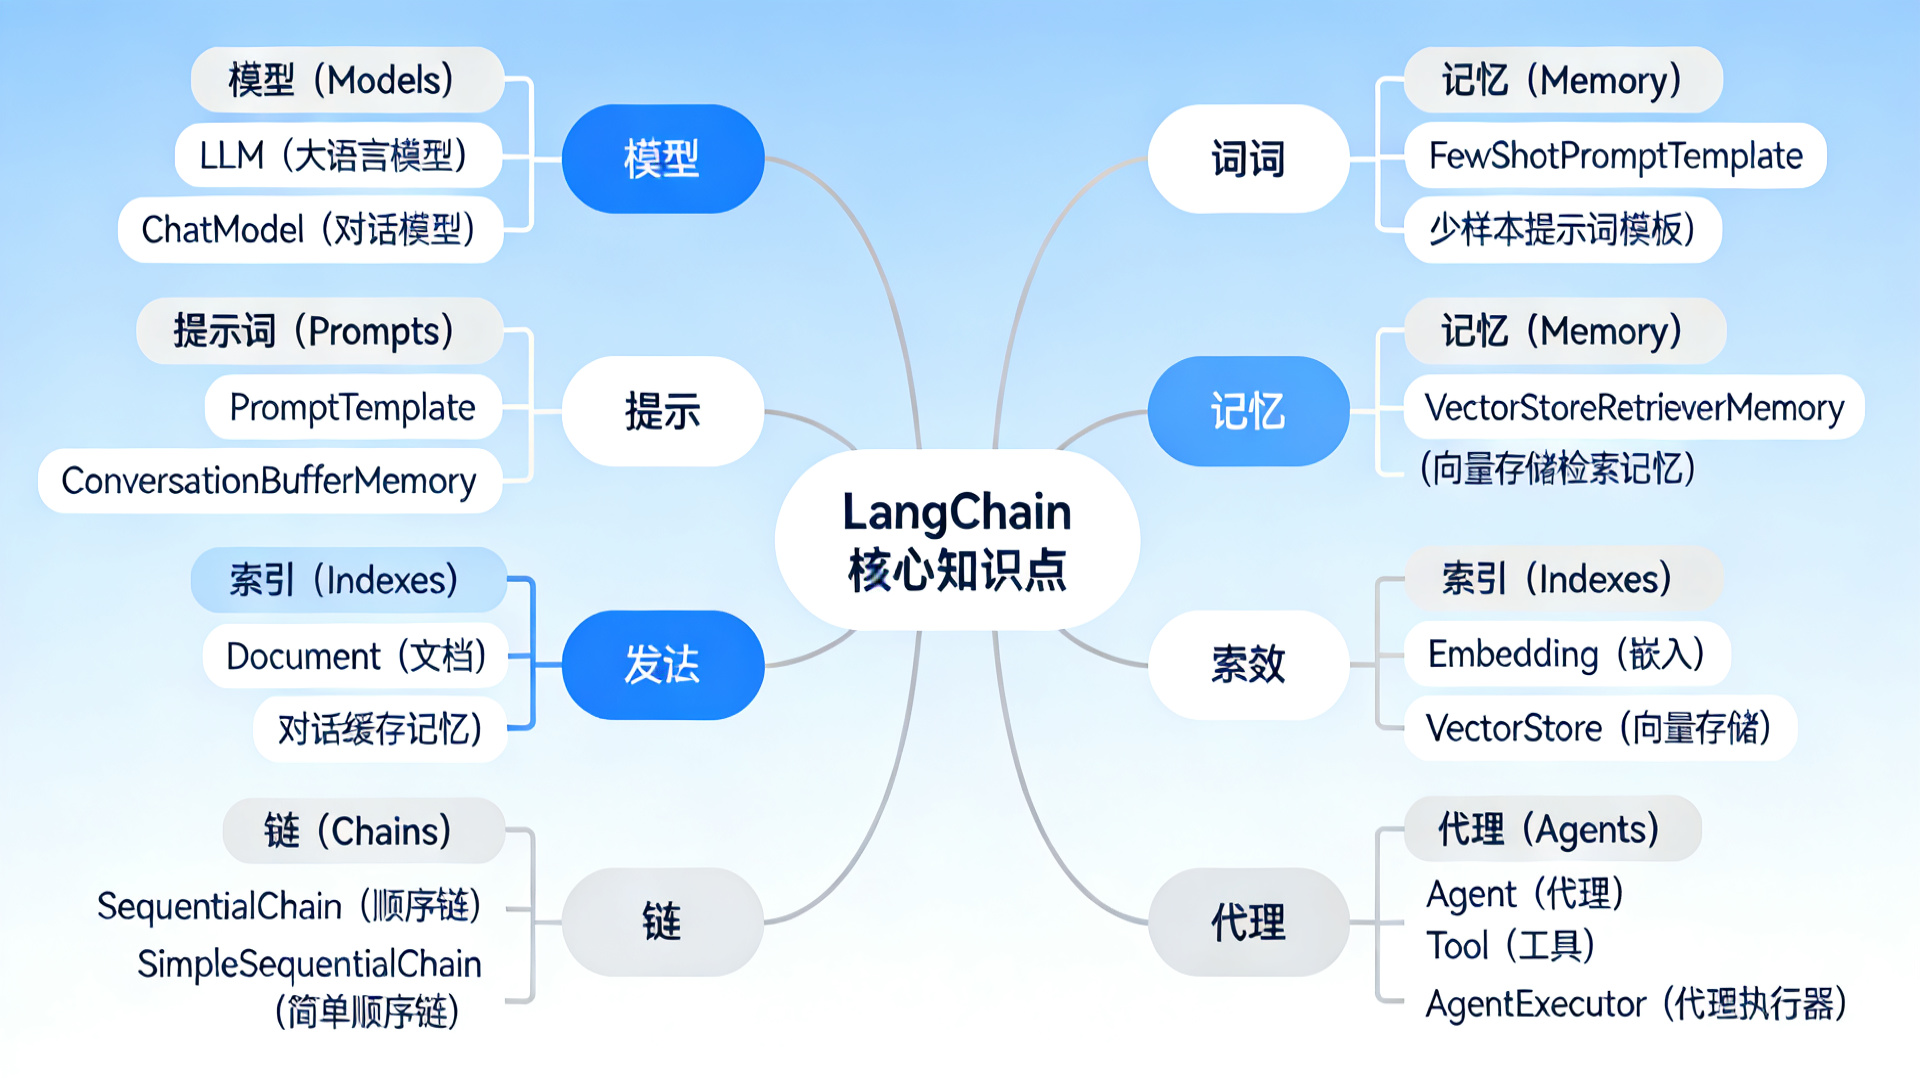 LangChain
核心知识点
模型
模型（Models）
LLM（大语言模型）
ChatModel（对话模型）
提示
提示词（Prompts）
PromptTemplate
ConversationBufferMemory
发法
索引（Indexes）
Document（文档）
对话缓存记忆）
链
链（Chains）
SequentialChain（顺序链）
SimpleSequentialChain
（简单顺序链）
词词
记忆（Memory）
FewShotPromptTemplate
少样本提示词模板）
记忆
记忆（Memory）
VectorStoreRetrieverMemory
（向量存储检索记忆）
索效
索引（Indexes）
Embedding（嵌入）
VectorStore（向量存储）
代理
代理（Agents）
Agent（代理）
Tool（工具）
AgentExecutor（代理执行器）